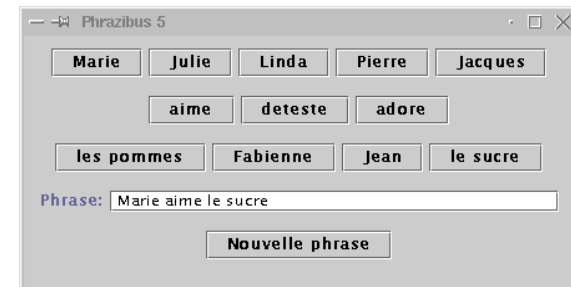 Phrazibus 5
Marie Julie Linda Pierre Jacques
aime deteste adore
les pommes Fabienne Jean le sucre
Phrase: Marie aime le sucre
Nouvelle phrase